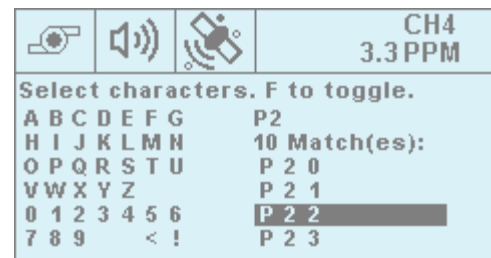 CH4
3.3 PPM
Select characters. F to toggle.
A B C D E F G
H I J K L M N
O P Q R S T U
V W X Y Z
0 1 2 3 4 5 6
7 8 9 < !
P2
10 Match(es):
P 2 0
P 2 1
P 2 2
P 2 3